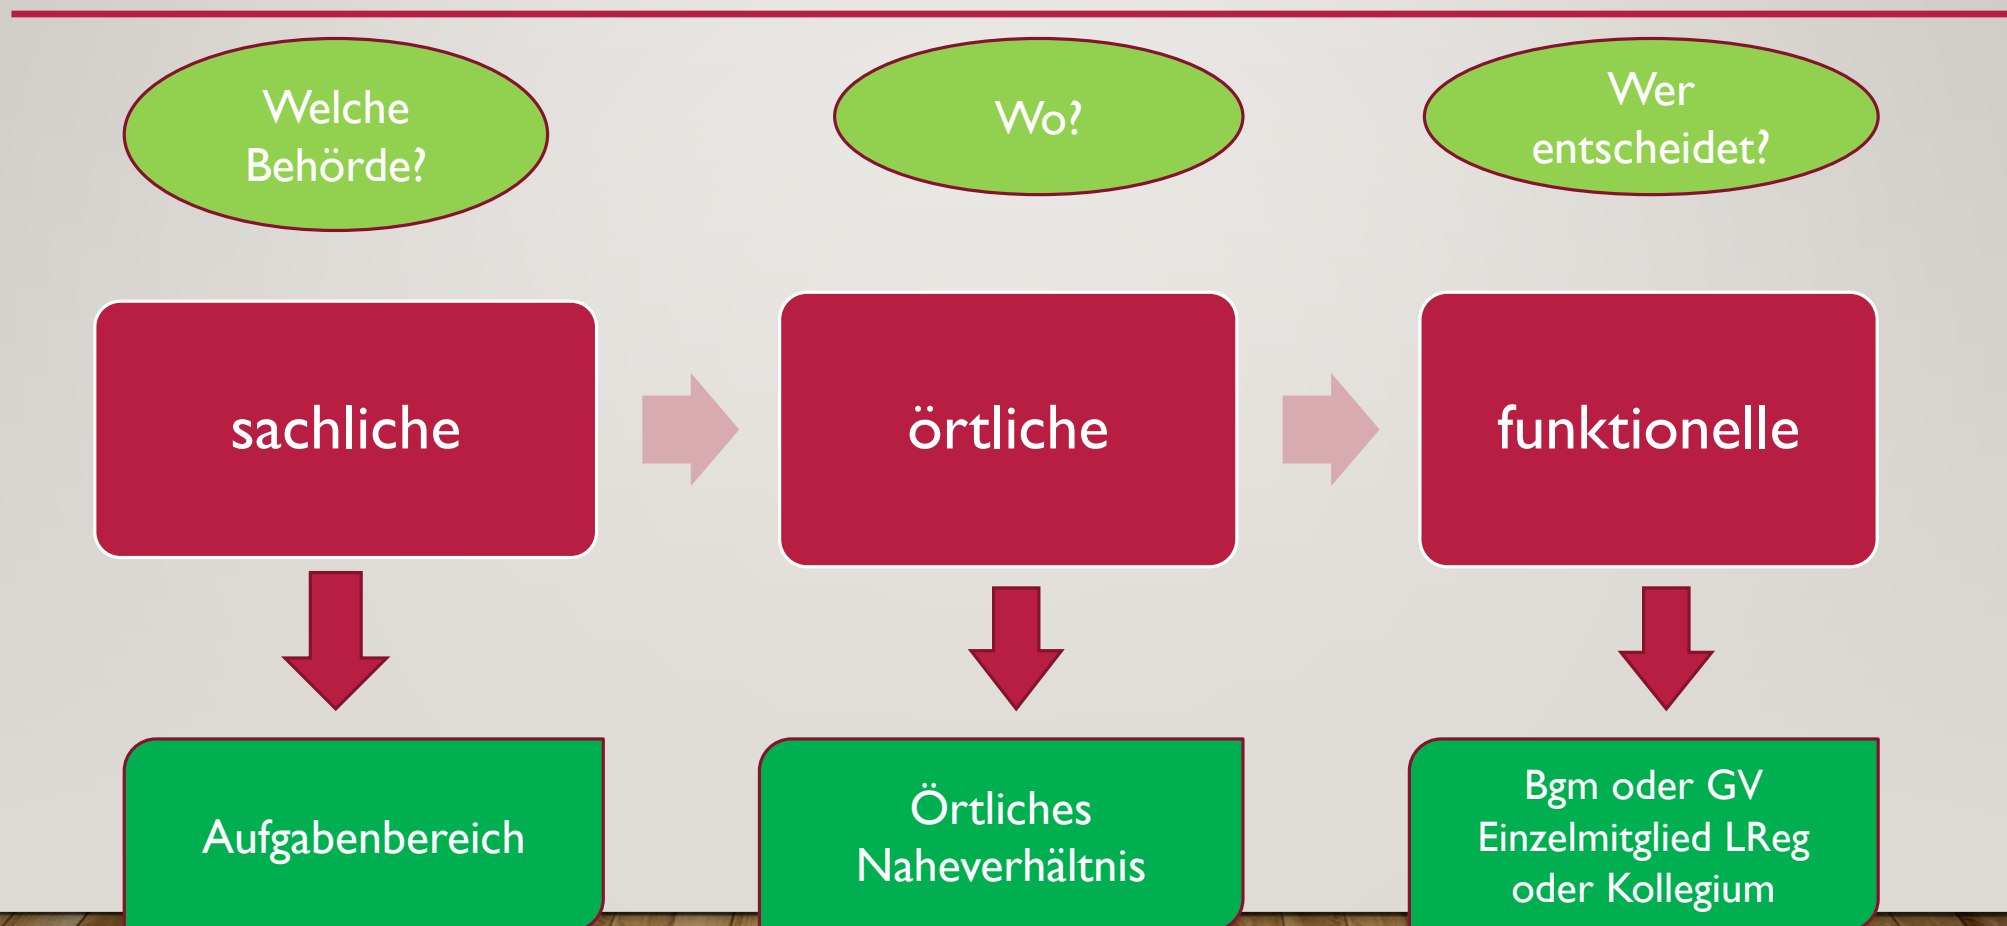 Welche
Behörde?
Wo?
Wer
entscheidet?
sachliche
örtliche
funktionelle
Aufgabenbereich
Örtliches
Naheverhältnis
Bgm oder GV
Einzelmitglied LReg
oder Kollegium